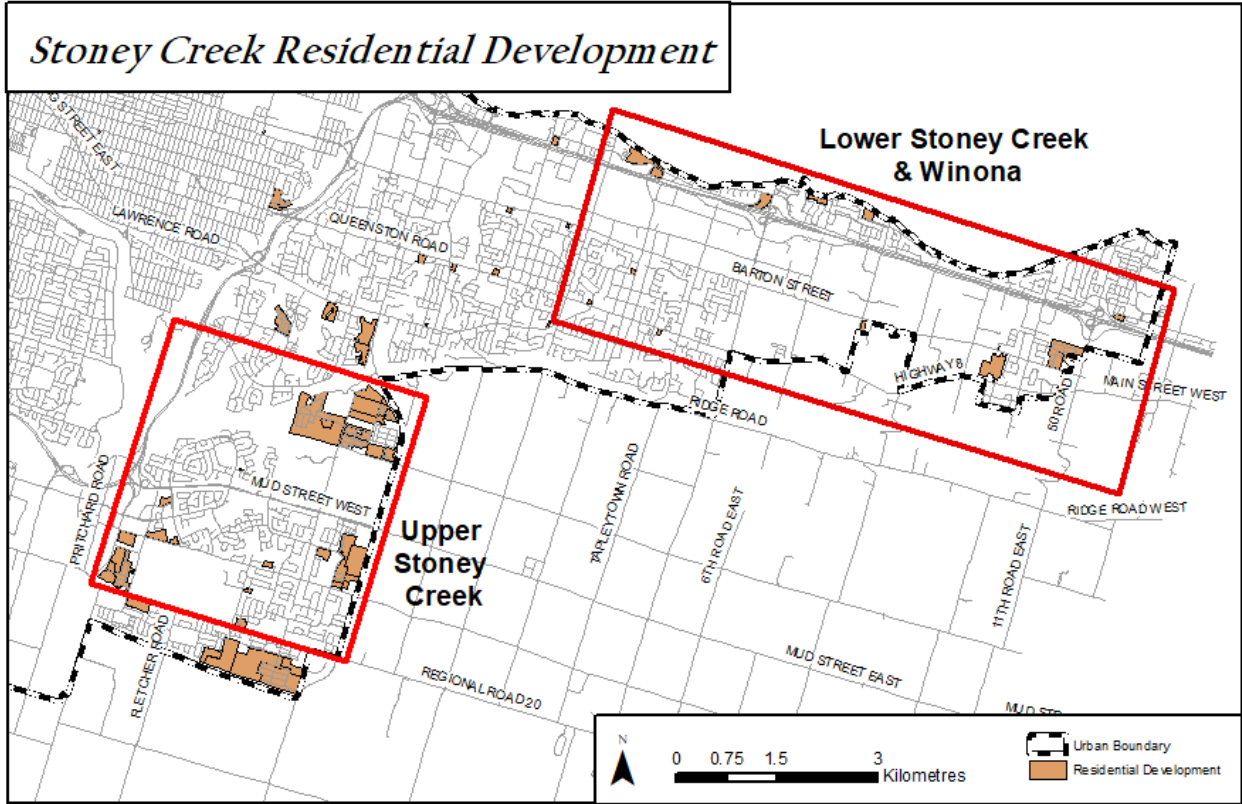 Stoney Creek Residential Development
G STREET EAST
LAWRENCE ROAD
QUEENSTON ROAD
Lower Stoney Creek
& Winona
BARTON STREET
HIGHWAY 8
MAIN STREET WEST
50 ROAD
RIDGE ROAD
RIDGE ROAD WEST
PRITCHARD ROAD
MUD STREET WEST
Upper
Stoney
Creek
TAPLEYTOWN ROAD
6TH ROAD EAST
11TH ROAD EAST
FLETCHER ROAD
REGIONAL ROAD 20
MUD STREET EAST
MUD STR
N
0 0.75 1.5 3
Kilometres
Urban Boundary
Residential Development